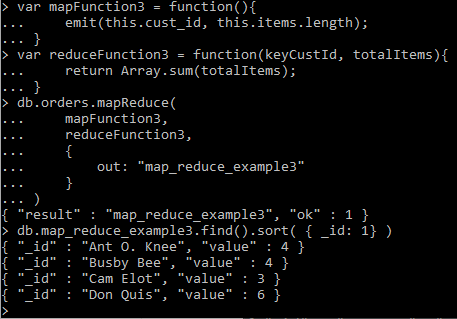 > var mapFunction3 = function(){
...     emit(this.cust_id, this.items.length);
... }
> var reduceFunction3 = function(keyCustId, totalItems){
...     return Array.sum(totalItems);
... }
> db.orders.mapReduce(
...     mapFunction3,
...     reduceFunction3,
...     {
...         out: "map_reduce_example3"
...     }
... )
{ "result" : "map_reduce_example3", "ok" : 1 }
> db.map_reduce_example3.find().sort( { _id: 1} )
{ "_id" : "Ant O. Knee", "value" : 4 }
{ "_id" : "Busby Bee", "value" : 4 }
{ "_id" : "Cam Elot", "value" : 3 }
{ "_id" : "Don Quis", "value" : 6 }
>